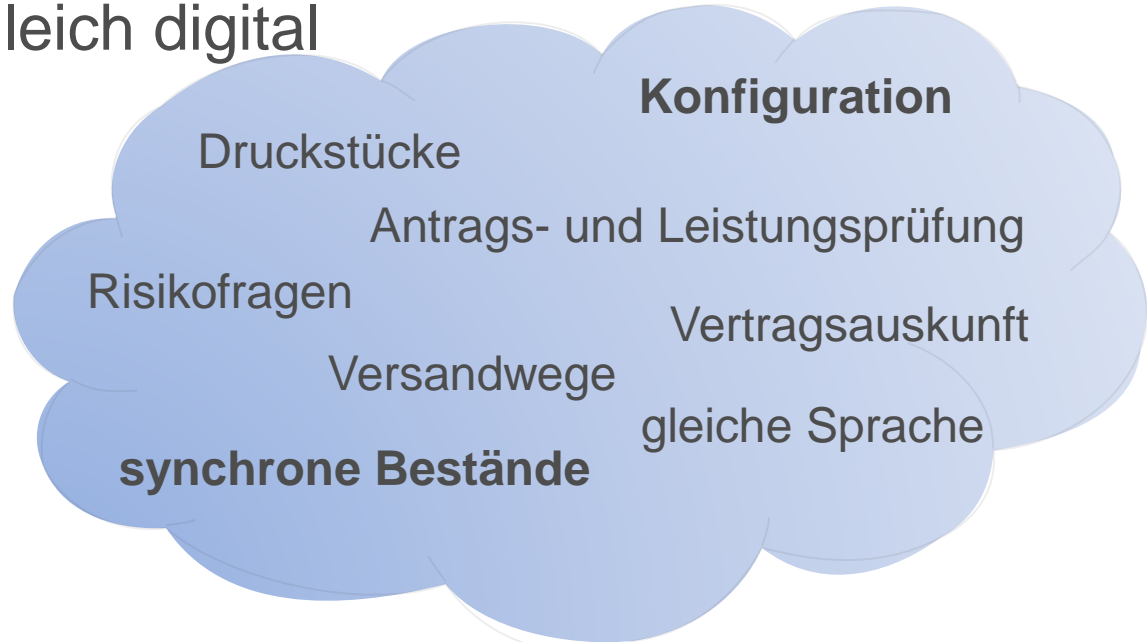 leich digital
Konfiguration
Druckstücke
Antrags- und Leistungsprüfung
Risikofragen
Vertragsauskunft
Versandwege
gleiche Sprache
synchrone Bestände